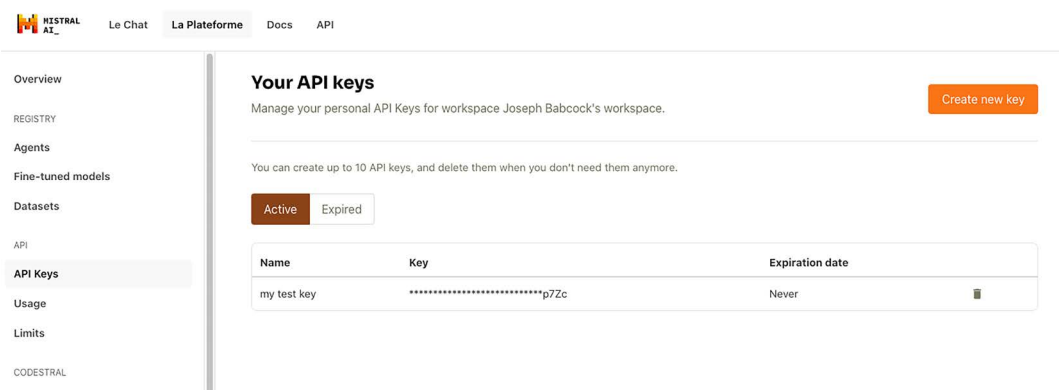 MISTRAL
AI_
Le Chat
La Plateforme
Docs
API
Overview
REGISTRY
Agents
Fine-tuned models
Datasets
API
API Keys
Usage
Limits
CODESTRAL
Your API keys
Manage your personal API Keys for workspace Joseph Babcock's workspace.
Create new key
You can create up to 10 API keys, and delete them when you don't need them anymore.
Active Expired
Name Key Expiration date
my test key ****************************p7Zc Never